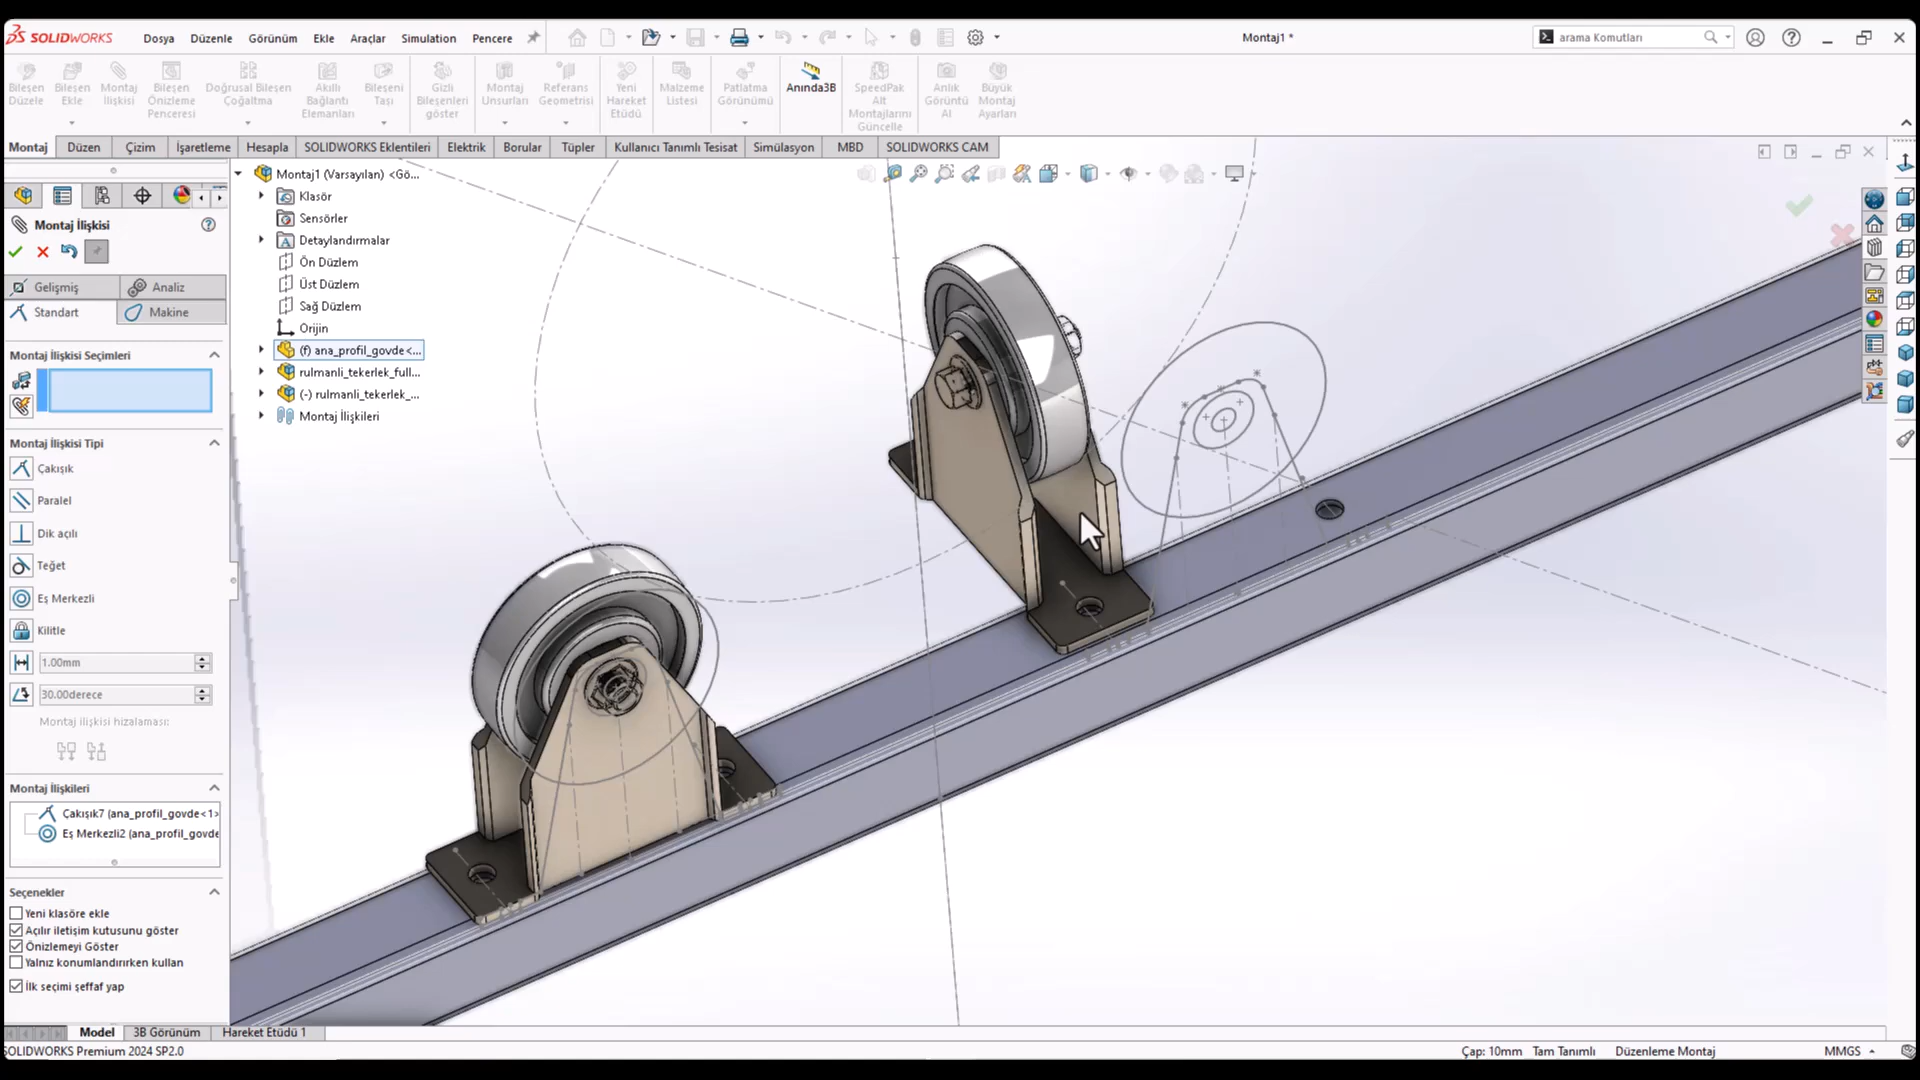 SOLIDWORKS
Dosya Düzenle Görünüm Ekle Araçlar Simulation Pencere
Montaj1 *
arama Komutları
Bileşen Düzele
Bileşen Ekle
Montaj İlişkisi
Bileşen Önizleme Penceresi
Doğrusal Bileşen Çoğaltma
Akıllı Bağlantı Elemanları
Bileşeni Taşı
Gizli Bileşenleri göster
Montaj Unsurları
Referans Geometrisi
Yeni Hareket Etüdü
Malzeme Listesi
Patlatma Görünümü
Anında3B
SpeedPak Alt Montajlarını Güncelle
Anlık Görüntü Al
Büyük Montaj Ayarları
Montaj Düzen Çizim İşaretleme Hesapla SOLIDWORKS Eklentileri Elektrik Borular Tüpler Kullanıcı Tanımlı Tesisat Simülasyon MBD SOLIDWORKS CAM
Montaj1 (Varsayılan) <Gö...
Klasör
Sensörler
Detaylandırmalar
Ön Düzlem
Üst Düzlem
Sağ Düzlem
Orijin
(f) ana_profil_govde<...
rulmanli_tekerlek_full...
(-) rulmanli_tekerlek_...
Montaj İlişkileri
Montaj İlişkisi
Gelişmiş Analiz
Standart Makine
Montaj İlişkisi Seçimleri
Montaj İlişkisi Tipi
Çakışık
Paralel
Dik açılı
Teğet
Eş Merkezli
Kilitle
1.00mm
30.00derece
Montaj ilişkisi hizalaması:
Montaj İlişkileri
Çakışık7 (ana_profil_govde<1>
Eş Merkezli2 (ana_profil_govde
Seçenekler
Yeni klasöre ekle
Açılır iletişim kutusunu göster
Önizlemeyi Göster
Yalnız konumlandırırken kullan
İlk seçimi şeffaf yap
Model 3B Görünüm Hareket Etüdü 1
SOLIDWORKS Premium 2024 SP2.0
Çap: 10mm Tam Tanımlı Düzenleme Montaj MMGS